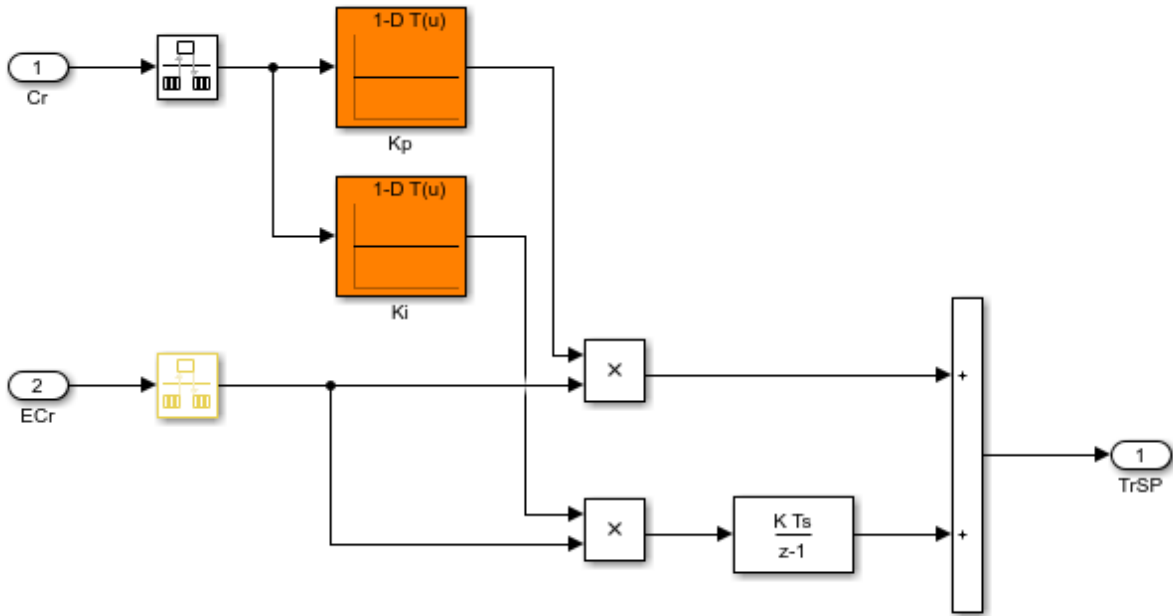 1-D T(u)
1
Cr
Kp
1-D T(u)
Ki
×
2
ECr
+
1
TrSP
×
K Ts
z-1
+